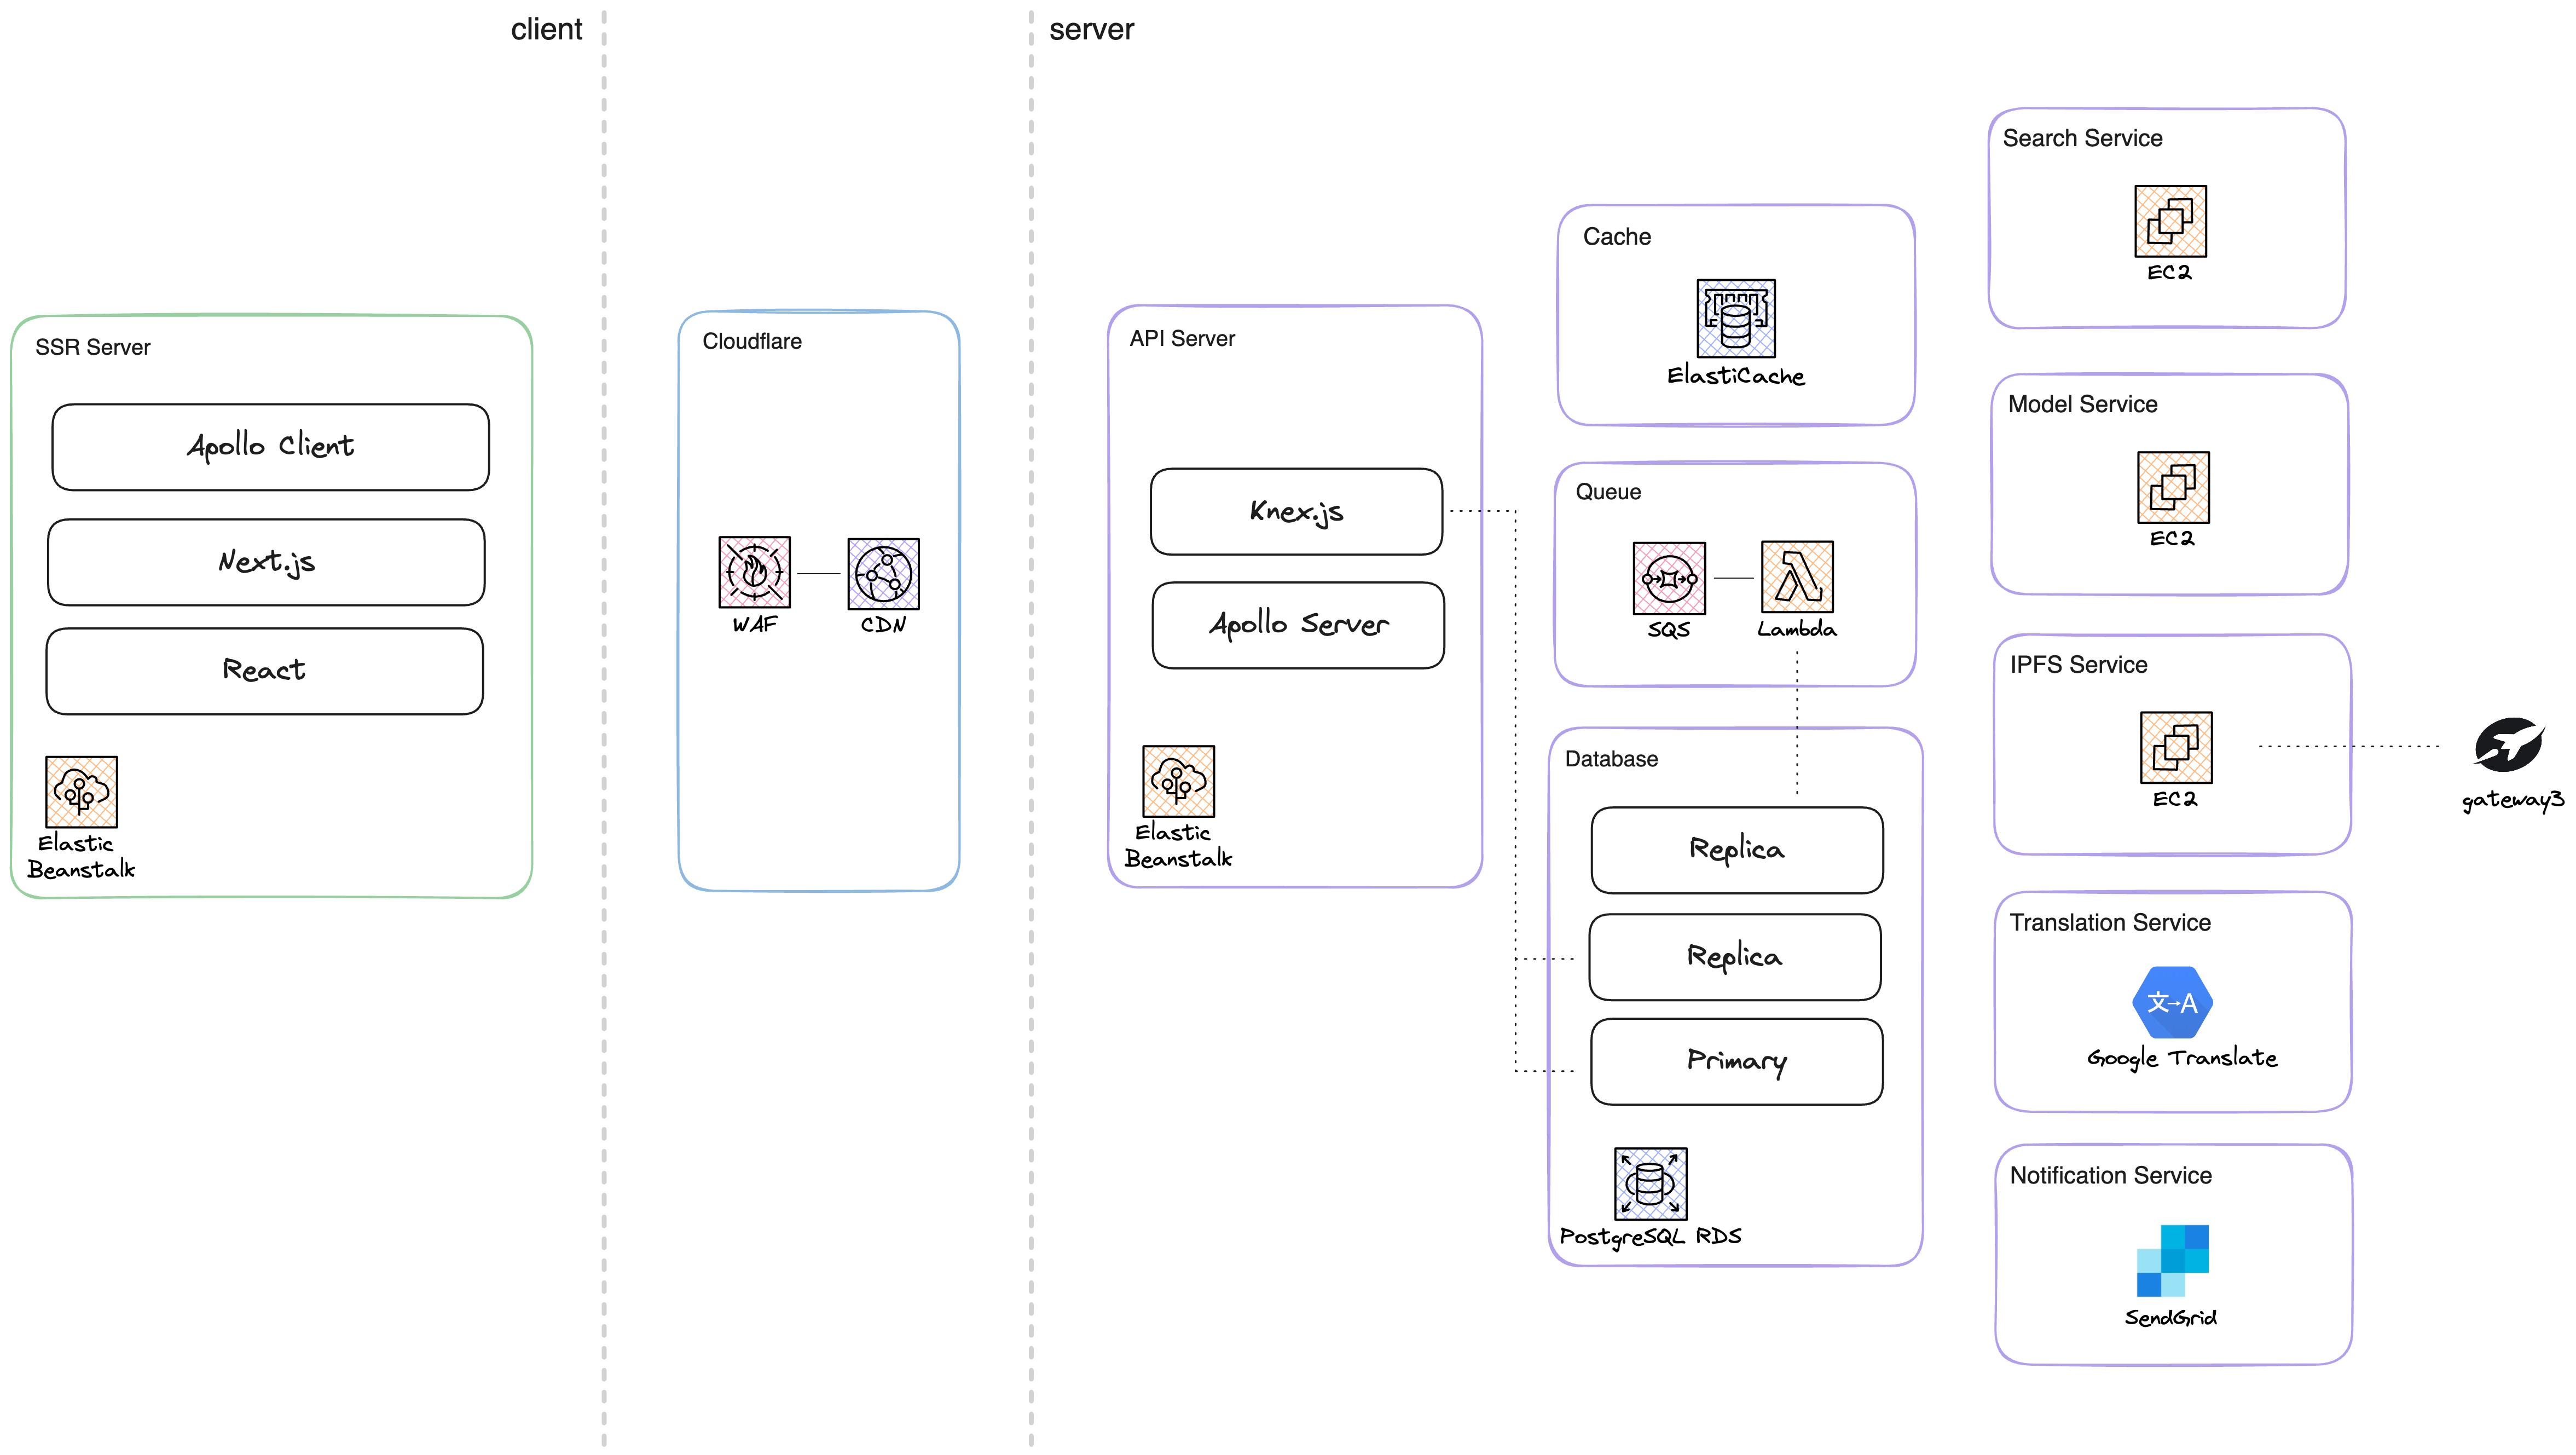 client
server
SSR Server
Apollo Client
Next.js
React
Elastic
Beanstalk
Cloudflare
WAF
CDN
API Server
Knex.js
Apollo Server
Elastic
Beanstalk
Cache
ElastiCache
Queue
SQS
Lambda
Database
Replica
Replica
Primary
PostgreSQL RDS
Search Service
EC2
Model Service
EC2
IPFS Service
EC2
gateway3
Translation Service
文→A
Google Translate
Notification Service
SendGrid